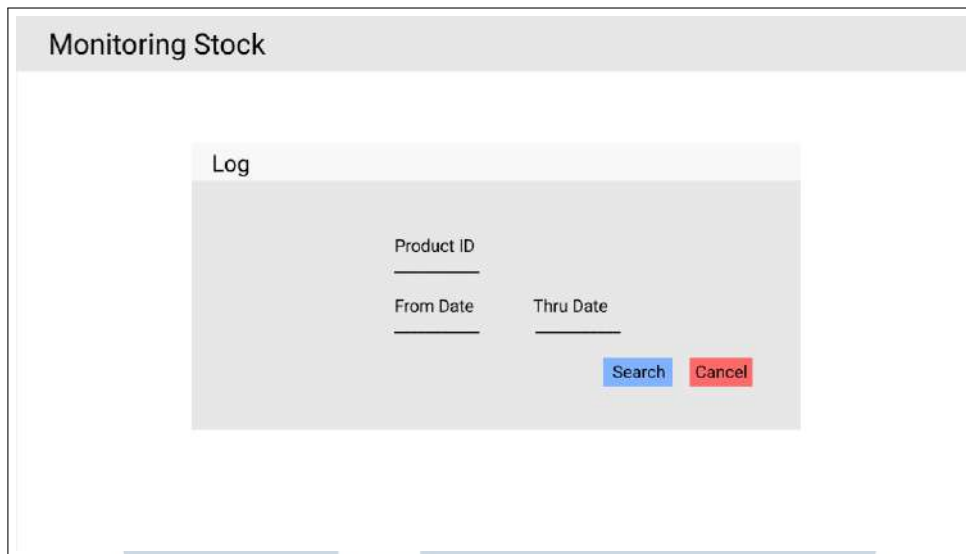 Monitoring Stock
Log
Product ID
From Date Thru Date
Search Cancel